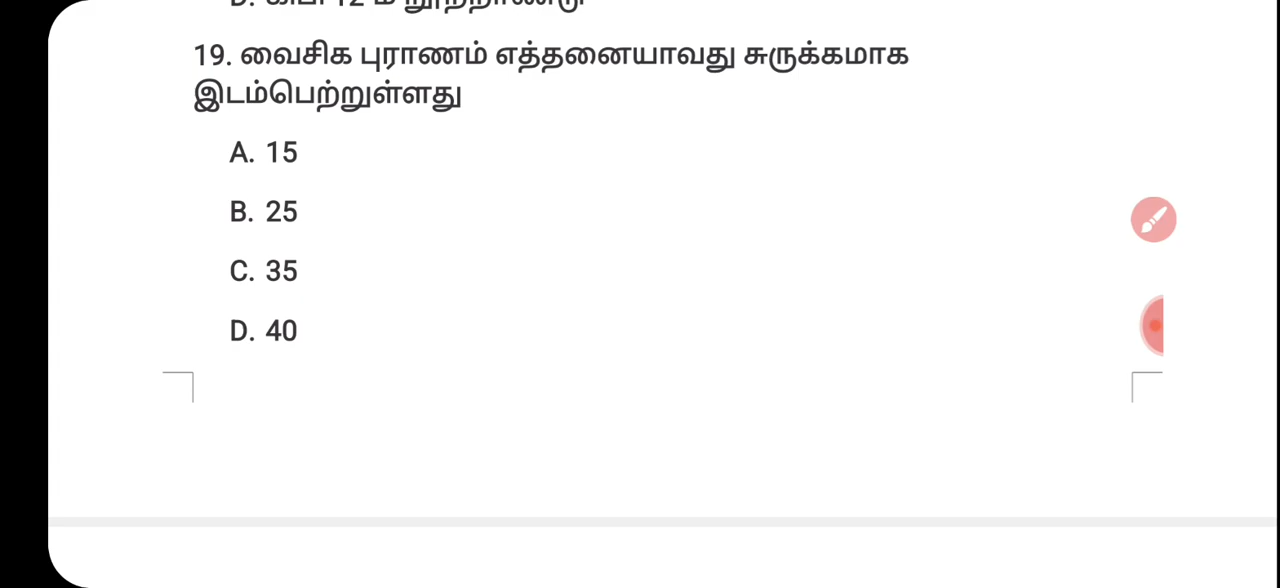 19. வைசிக புராணம் எத்தனையாவது சுருக்கமாக
இடம்பெற்றுள்ளது
A. 15
B. 25
C. 35
D. 40